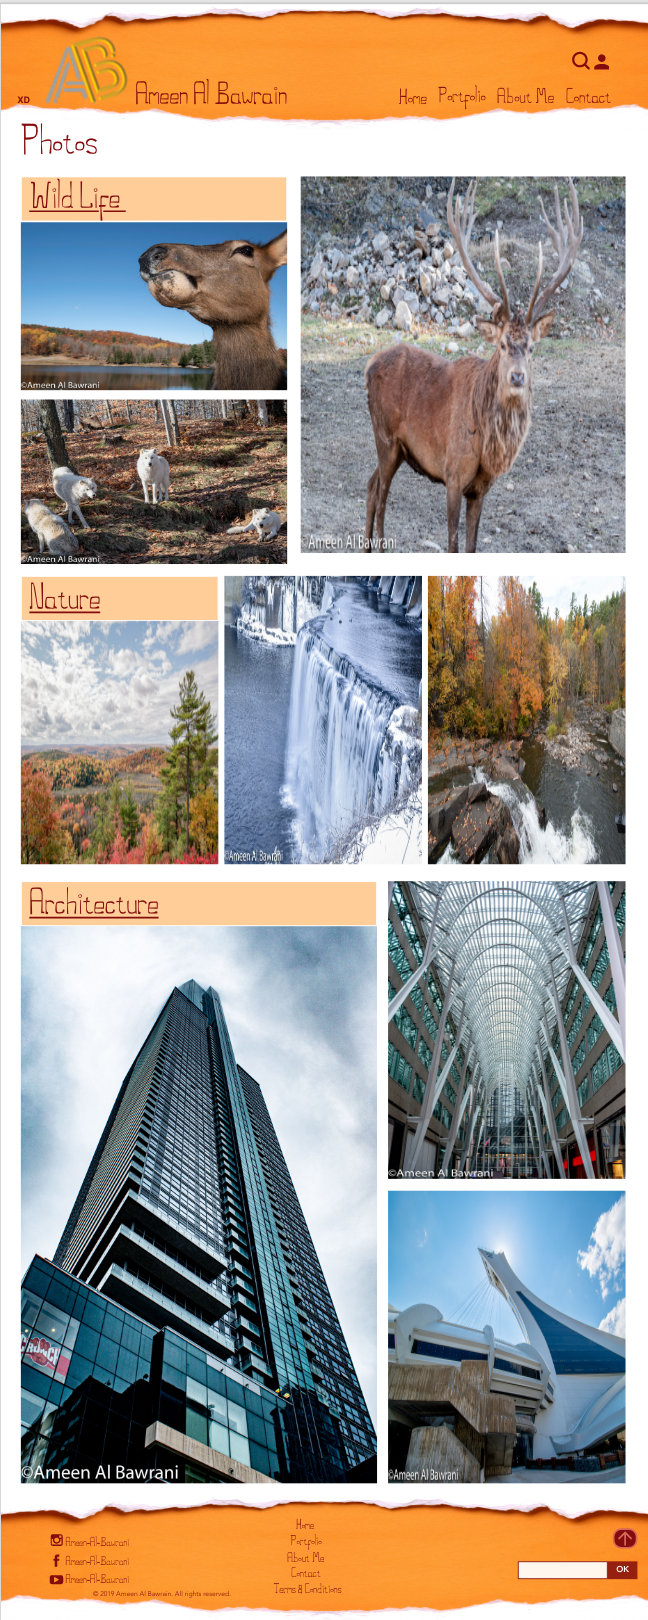 AB
XD
Ameen Al Bawrain
Home Portfolio About Me Contact
Photos
Wild Life
©Ameen Al Bawrani
©Ameen Al Bawrani
©Ameen Al Bawrani
Nature
©Ameen Al Bawrani
Architecture
©Ameen Al Bawrani
©Ameen Al Bawrani
©Ameen Al Bawrani
Ameen-Al-Bawrani
Ameen-Al-Bawrani
Ameen-Al-Bawrani
© 2019 Ameen Al Bawrain. All rights reserved.
Home
Portfolio
About Me
Contact
Terms & Conditions
OK